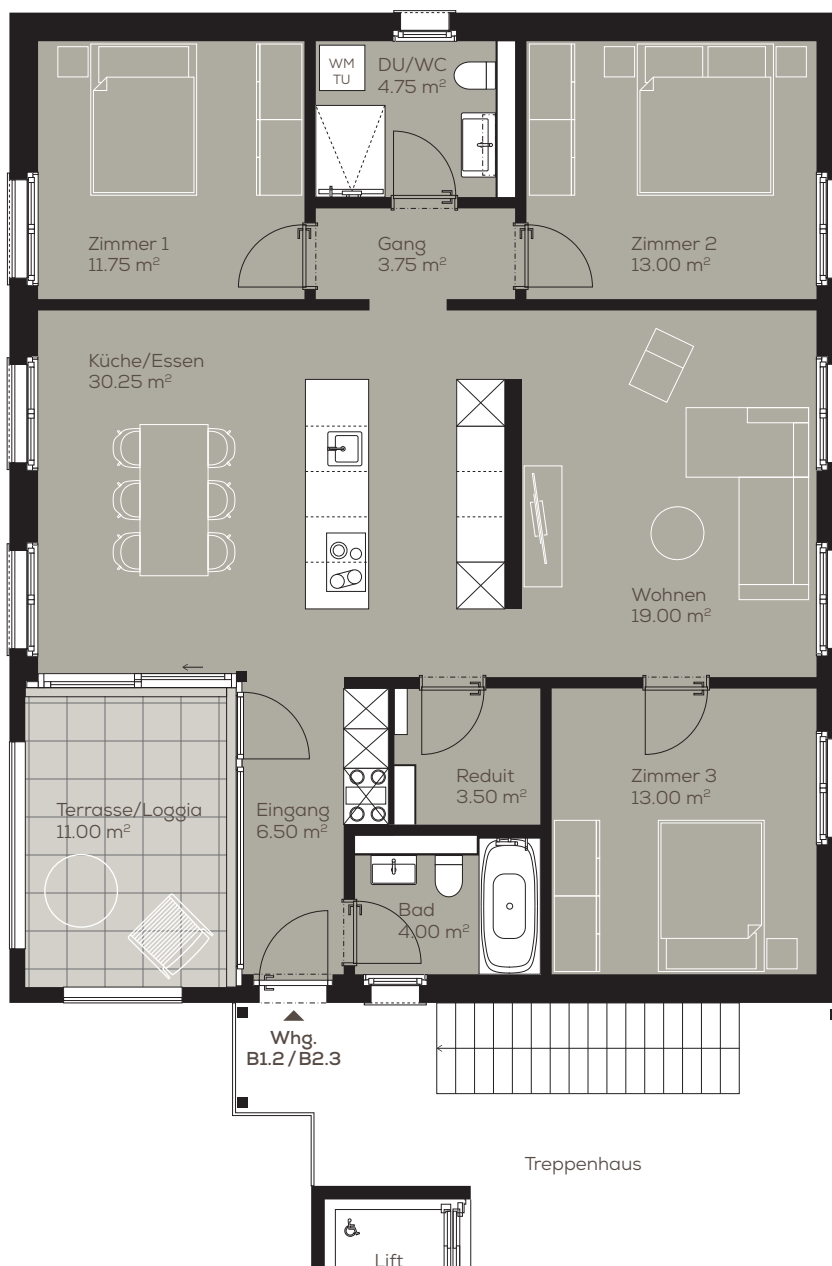 WM
TU
DU/WC
4.75 m²
Zimmer 1
11.75 m²
Gang
3.75 m²
Zimmer 2
13.00 m²
Küche/Essen
30.25 m²
Wohnen
19.00 m²
Terrasse/Loggia
11.00 m²
Eingang
6.50 m²
Reduit
3.50 m²
Zimmer 3
13.00 m²
Bad
4.00 m²
Whg.
B1.2 / B2.3
Treppenhaus
Lift